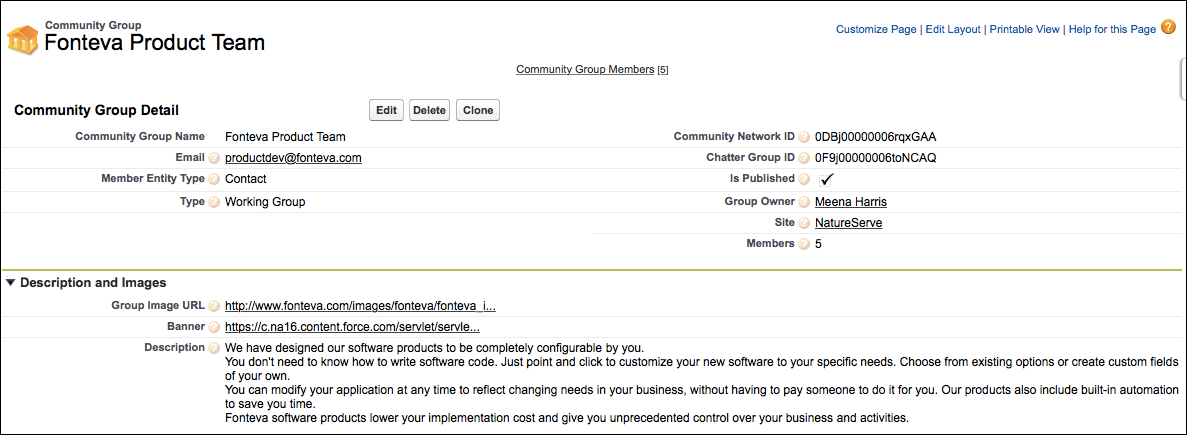 Community Group
Fonteva Product Team
Customize Page | Edit Layout | Printable View | Help for this Page ?
Community Group Members [5]
Community Group Detail
Edit Delete Clone
Community Group Name Fonteva Product Team
Community Network ID ? 0DBj00000006rqxGAA
Email ? productdev@fonteva.com
Chatter Group ID ? 0F9j00000006toNCAQ
Member Entity Type ? Contact
Is Published ?
Type ? Working Group
Group Owner ? Meena Harris
Site ? NatureServe
Members ? 5
Description and Images
Group Image URL ? http://www.fonteva.com/images/fonteva/fonteva_i...
Banner ? https://c.na16.content.force.com/servlet/servle...
Description ? We have designed our software products to be completely configurable by you.
You don't need to know how to write software code. Just point and click to customize your new software to your specific needs. Choose from existing options or create custom fields
of your own.
You can modify your application at any time to reflect changing needs in your business, without having to pay someone to do it for you. Our products also include built-in automation
to save you time.
Fonteva software products lower your implementation cost and give you unprecedented control over your business and activities.